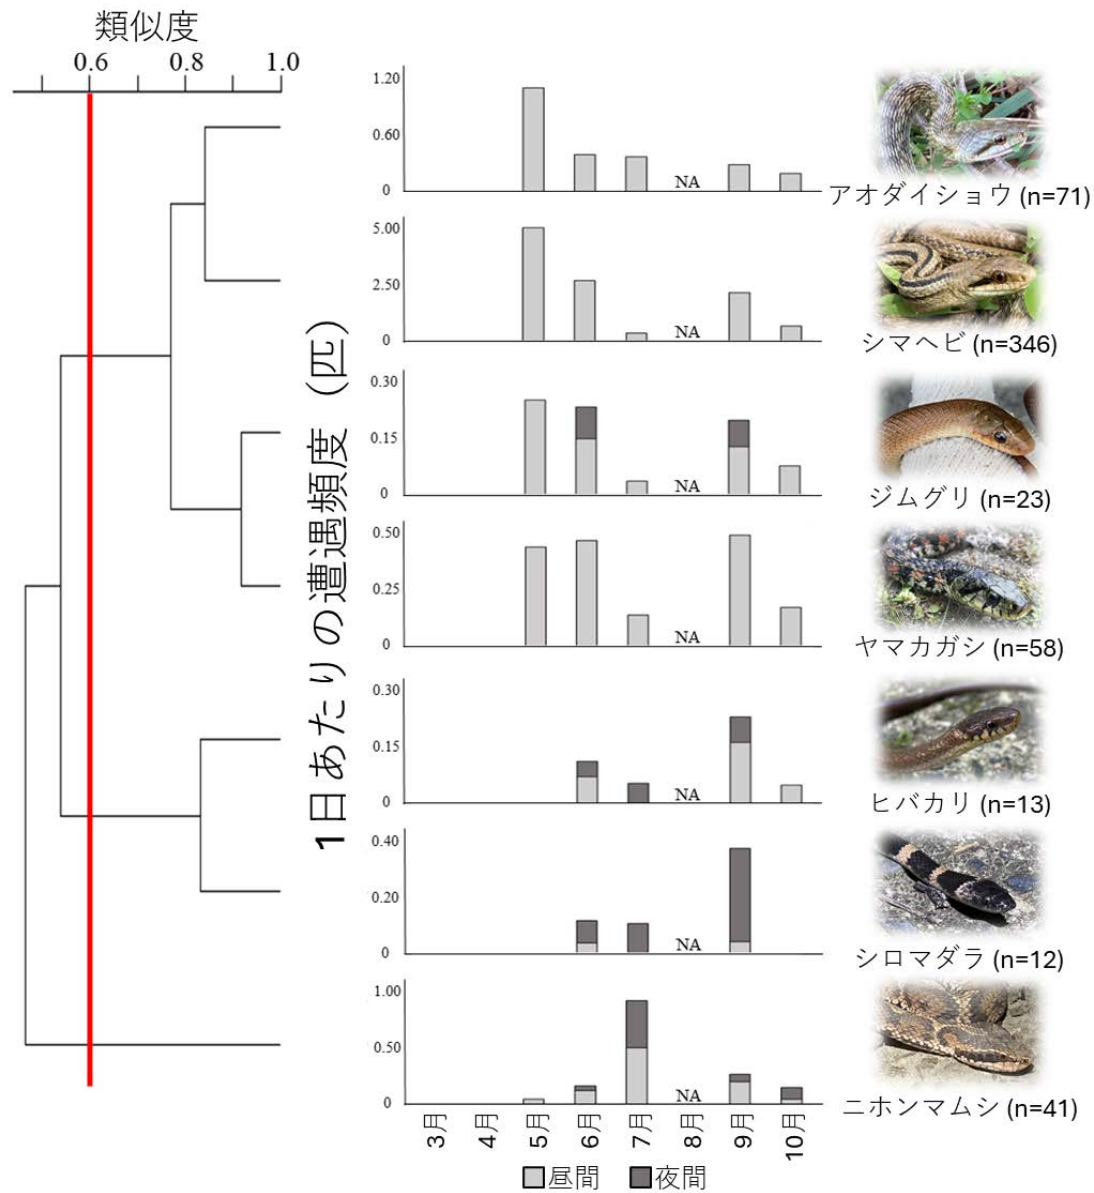 類似度
0.6 0.8 1.0
1日あたりの遭遇頻度 (匹)
1.20
0.60
0
NA
アオダイショウ (n=71)
5.00
2.50
0
NA
シマヘビ (n=346)
0.30
0.15
0
NA
ジムグリ (n=23)
0.50
0.25
0
NA
ヤマカガシ (n=58)
0.30
0.15
0
NA
ヒバカリ (n=13)
0.40
0.20
0
NA
シロマダラ (n=12)
1.00
0.50
0
NA
ニホンマムシ (n=41)
3月 4月 5月 6月 7月 8月 9月 10月
昼間 夜間